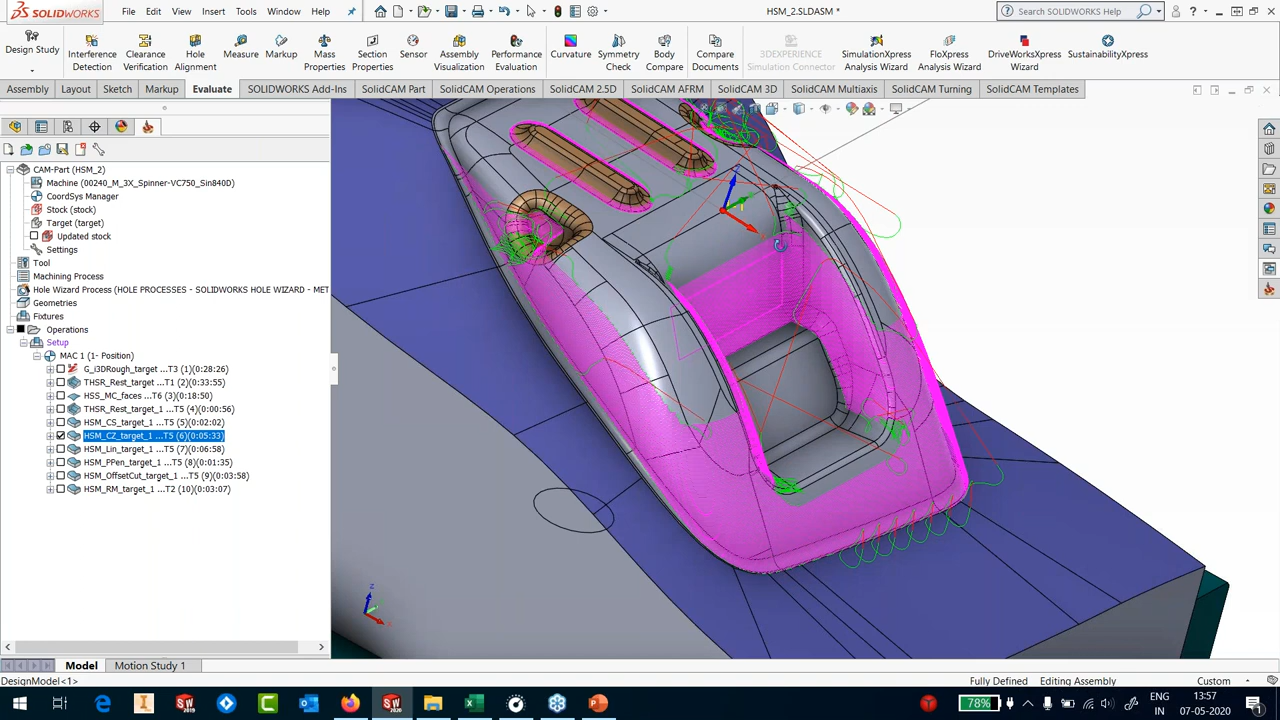 SOLIDWORKS
File Edit View Insert Tools Window
HSM_2.SLDASM *
Search SOLIDWORKS Help
Design Study
Interference Detection
Clearance Verification
Hole Alignment
Measure
Markup
Mass Properties
Section Properties
Sensor
Assembly Visualization
Performance Evaluation
Curvature
Symmetry Check
Body Compare
Compare Documents
3DEXPERIENCE Simulation Connector
SimulationXpress Analysis Wizard
FloXpress Analysis Wizard
DriveWorksXpress Wizard
SustainabilityXpress
Assembly Layout Sketch Markup Evaluate SOLIDWORKS Add-Ins SolidCAM Part SolidCAM Operations SolidCAM 2.5D SolidCAM AFRM SolidCAM 3D SolidCAM Multiaxis SolidCAM Turning SolidCAM Templates
CAM-Part (HSM_2)
Machine (00240_M_3X_Spinner-VC750_Sin840D)
CoordSys Manager
Stock (stock)
Target (target)
Updated stock
Settings
Tool
Machining Process
Hole Wizard Process (HOLE PROCESSES - SOLIDWORKS HOLE WIZARD - MET
Geometries
Fixtures
Operations
Setup
MAC 1 (1- Position)
G_i3DRough_target ...T3 (1)(0:28:26)
THSR_Rest_target ...T1 (2)(0:33:55)
HSS_MC_faces ...T6 (3)(0:18:50)
THSR_Rest_target_1 ...T5 (4)(0:00:56)
HSM_CS_target_1 ...T5 (5)(0:02:02)
HSM_CZ_target_1 ...T5 (6)(0:05:33)
HSM_Lin_target_1 ...T5 (7)(0:06:58)
HSM_PPen_target_1 ...T5 (8)(0:01:35)
HSM_OffsetCut_target_1 ...T5 (9)(0:03:58)
HSM_RM_target_1 ...T2 (10)(0:03:07)
Model Motion Study 1
DesignModel<1>
Fully Defined Editing Assembly Custom
78%
ENG
IN
13:57
07-05-2020